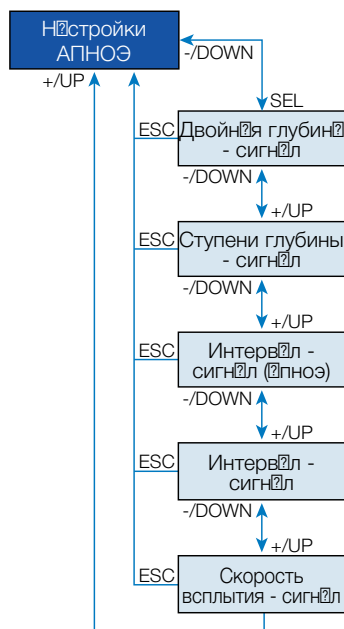 Н⍰стройки
АПНОЭ
-/DOWN
+/UP
SEL
ESC
Двойн⍰я глубин⍰
- сигн⍰л
-/DOWN
+/UP
ESC
Ступени глубины
- сигн⍰л
-/DOWN
+/UP
ESC
Интерв⍰л -
сигн⍰л (⍰пноэ)
-/DOWN
+/UP
ESC
Интерв⍰л -
сигн⍰л
-/DOWN
+/UP
ESC
Скорость
всплытия - сигн⍰л